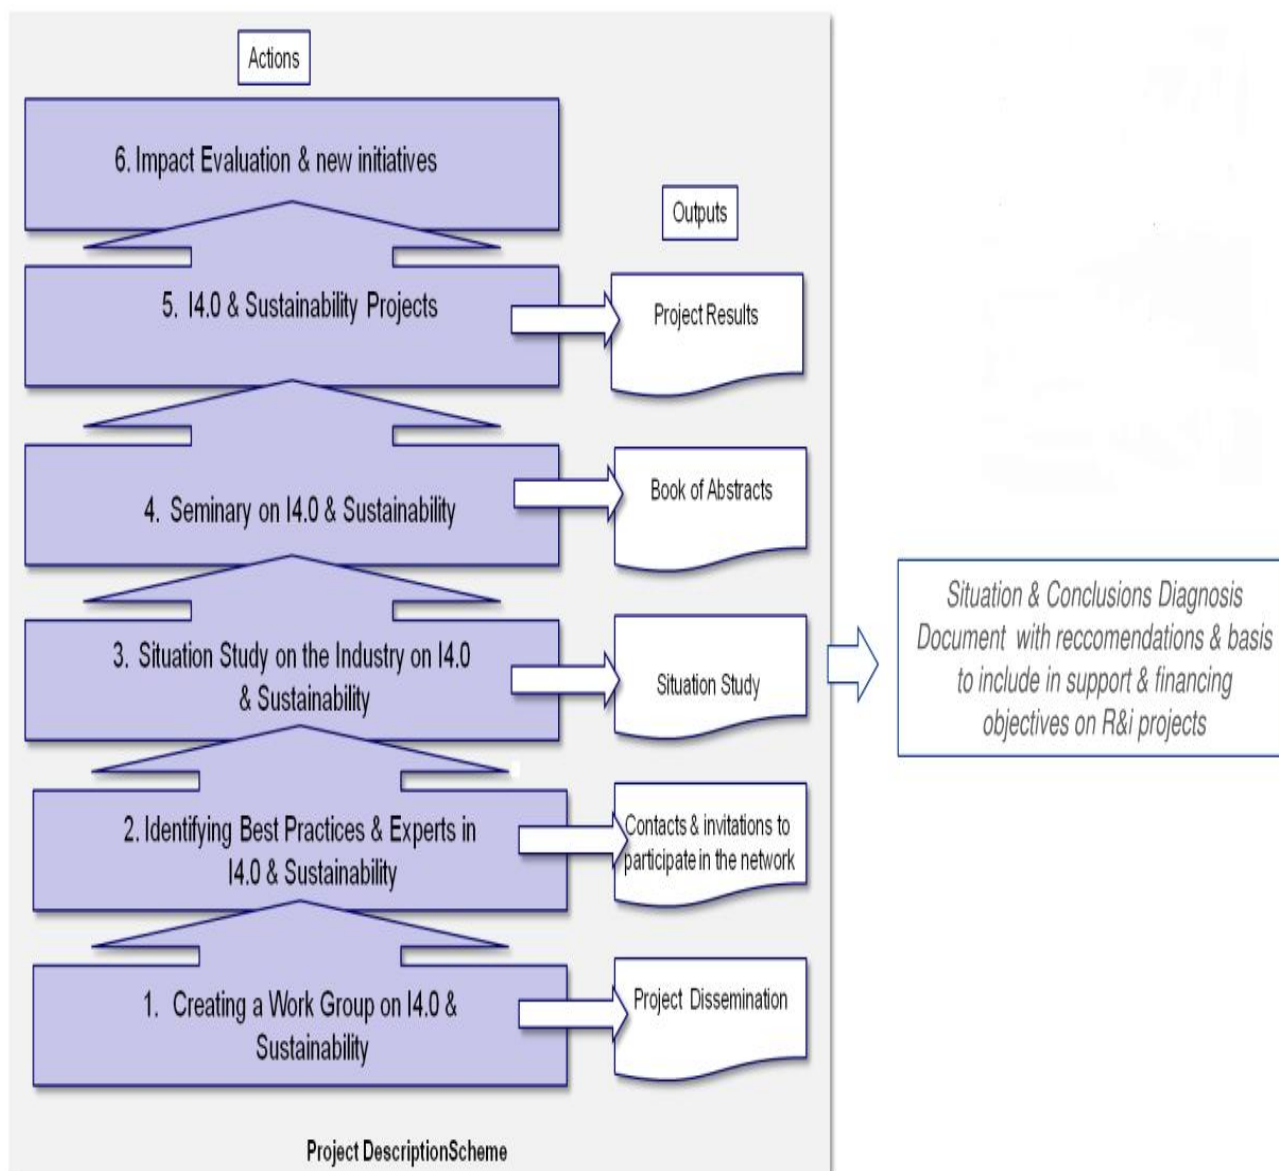 Actions
6. Impact Evaluation & new initiatives
Outputs
5. I4.0 & Sustainability Projects
Project Results
4. Seminary on I4.0 & Sustainability
Book of Abstracts
3. Situation Study on the Industry on I4.0
& Sustainability
Situation Study
Situation & Conclusions Diagnosis
Document with reccomendations & basis
to include in support & financing
objectives on R&i projects
2. Identifying Best Practices & Experts in
I4.0 & Sustainability
Contacts & invitations to
participate in the network
1. Creating a Work Group on I4.0 &
Sustainability
Project Dissemination
Project DescriptionScheme